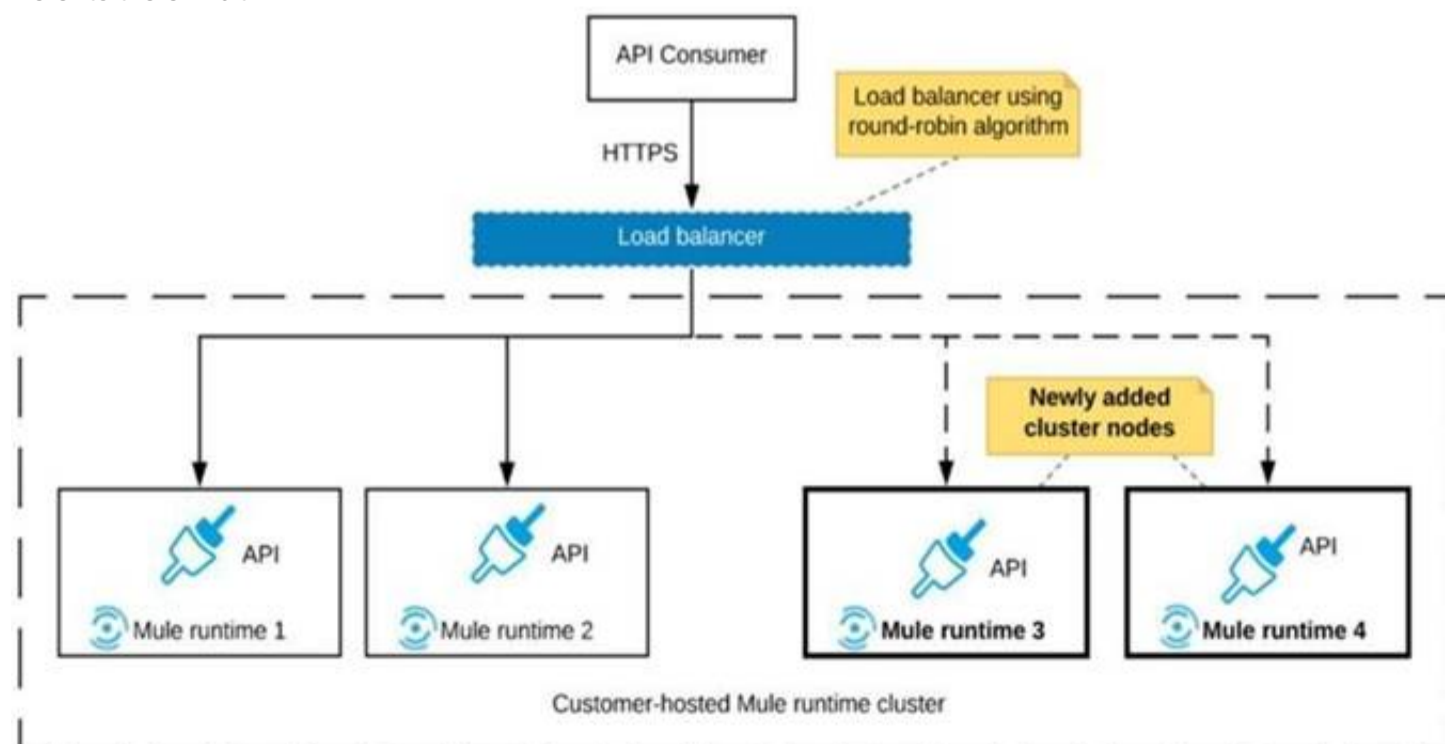 API Consumer
Load balancer using
round-robin algorithm
HTTPS
Load balancer
Newly added
cluster nodes
API
API
API
API
Mule runtime 1
Mule runtime 2
Mule runtime 3
Mule runtime 4
Customer-hosted Mule runtime cluster